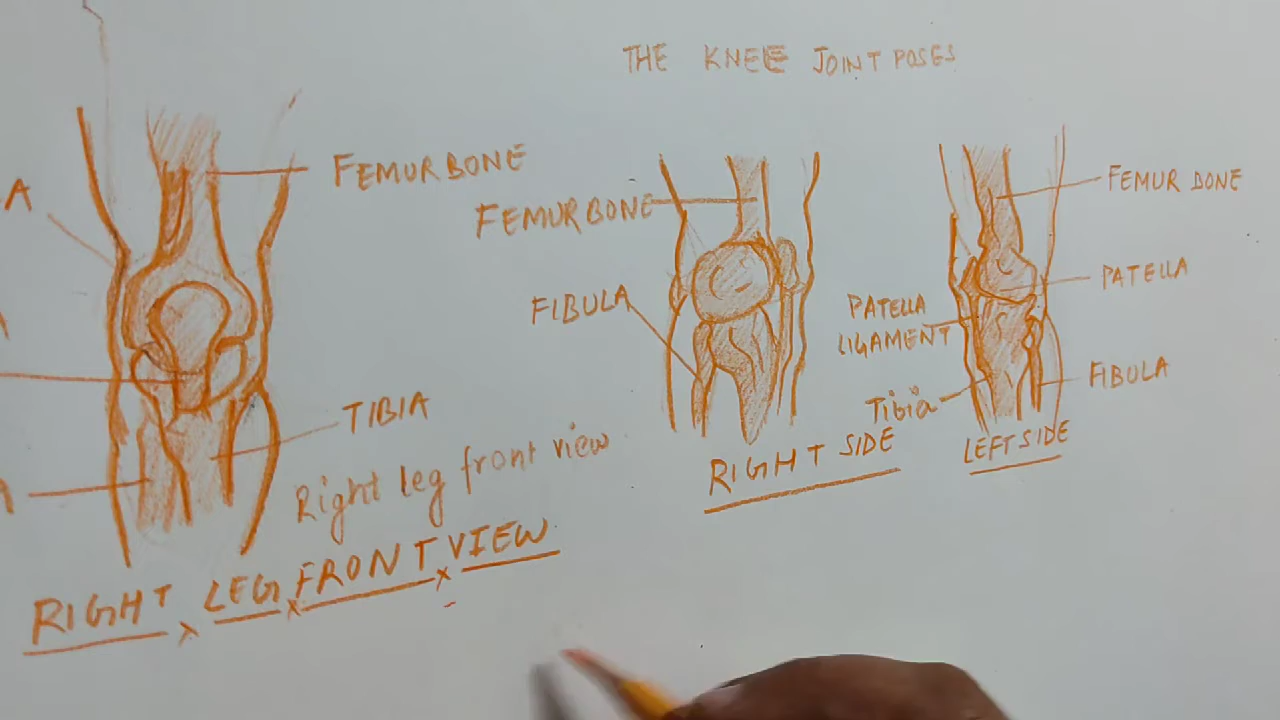 THE KNEE JOINT POSES
A
FEMUR BONE
TIBIA
Right leg front view
RIGHT LEG FRONT VIEW
FEMUR BONE
FIBULA
RIGHT SIDE
FEMUR BONE
PATELLA
PATELLA
LIGAMENT
FIBULA
Tibia
LEFT SIDE